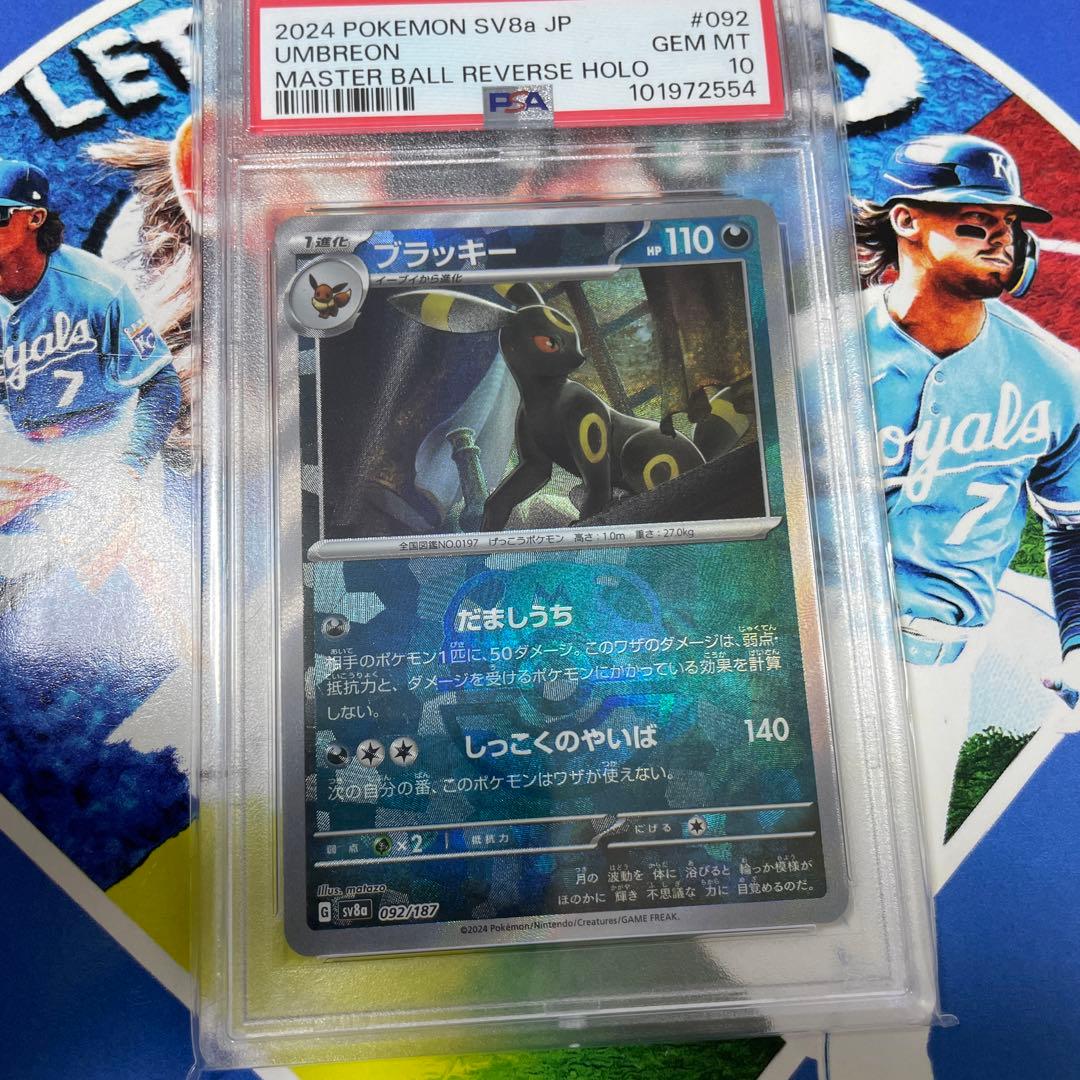 LET
2024 POKEMON SV8a JP #092
UMBREON GEM MT
MASTER BALL REVERSE HOLO 10
101972554
PSA
1進化
ブラッキー
HP 110
イーブイから進化
全国図鑑NO.0197 げっこうポケモン 高さ:1.0m 重さ:27.0kg
だましうち
相手のポケモン1匹に、50ダメージ。このワザのダメージは、弱点・
抵抗力と、ダメージを受けるポケモンにかかっている効果を計算
しない。
しっこくのやいば 140
次の自分の番、このポケモンはワザが使えない。
弱点 ×2 抵抗力 にげる
月の波動を体に浴びると輪っか模様が
ほのかに輝き不思議な力に目覚めるのだ。
Illus. matazo
G sv8a 092/187
©2024 Pokémon/Nintendo/Creatures/GAME FREAK.
yals
7
KC
oyals
7